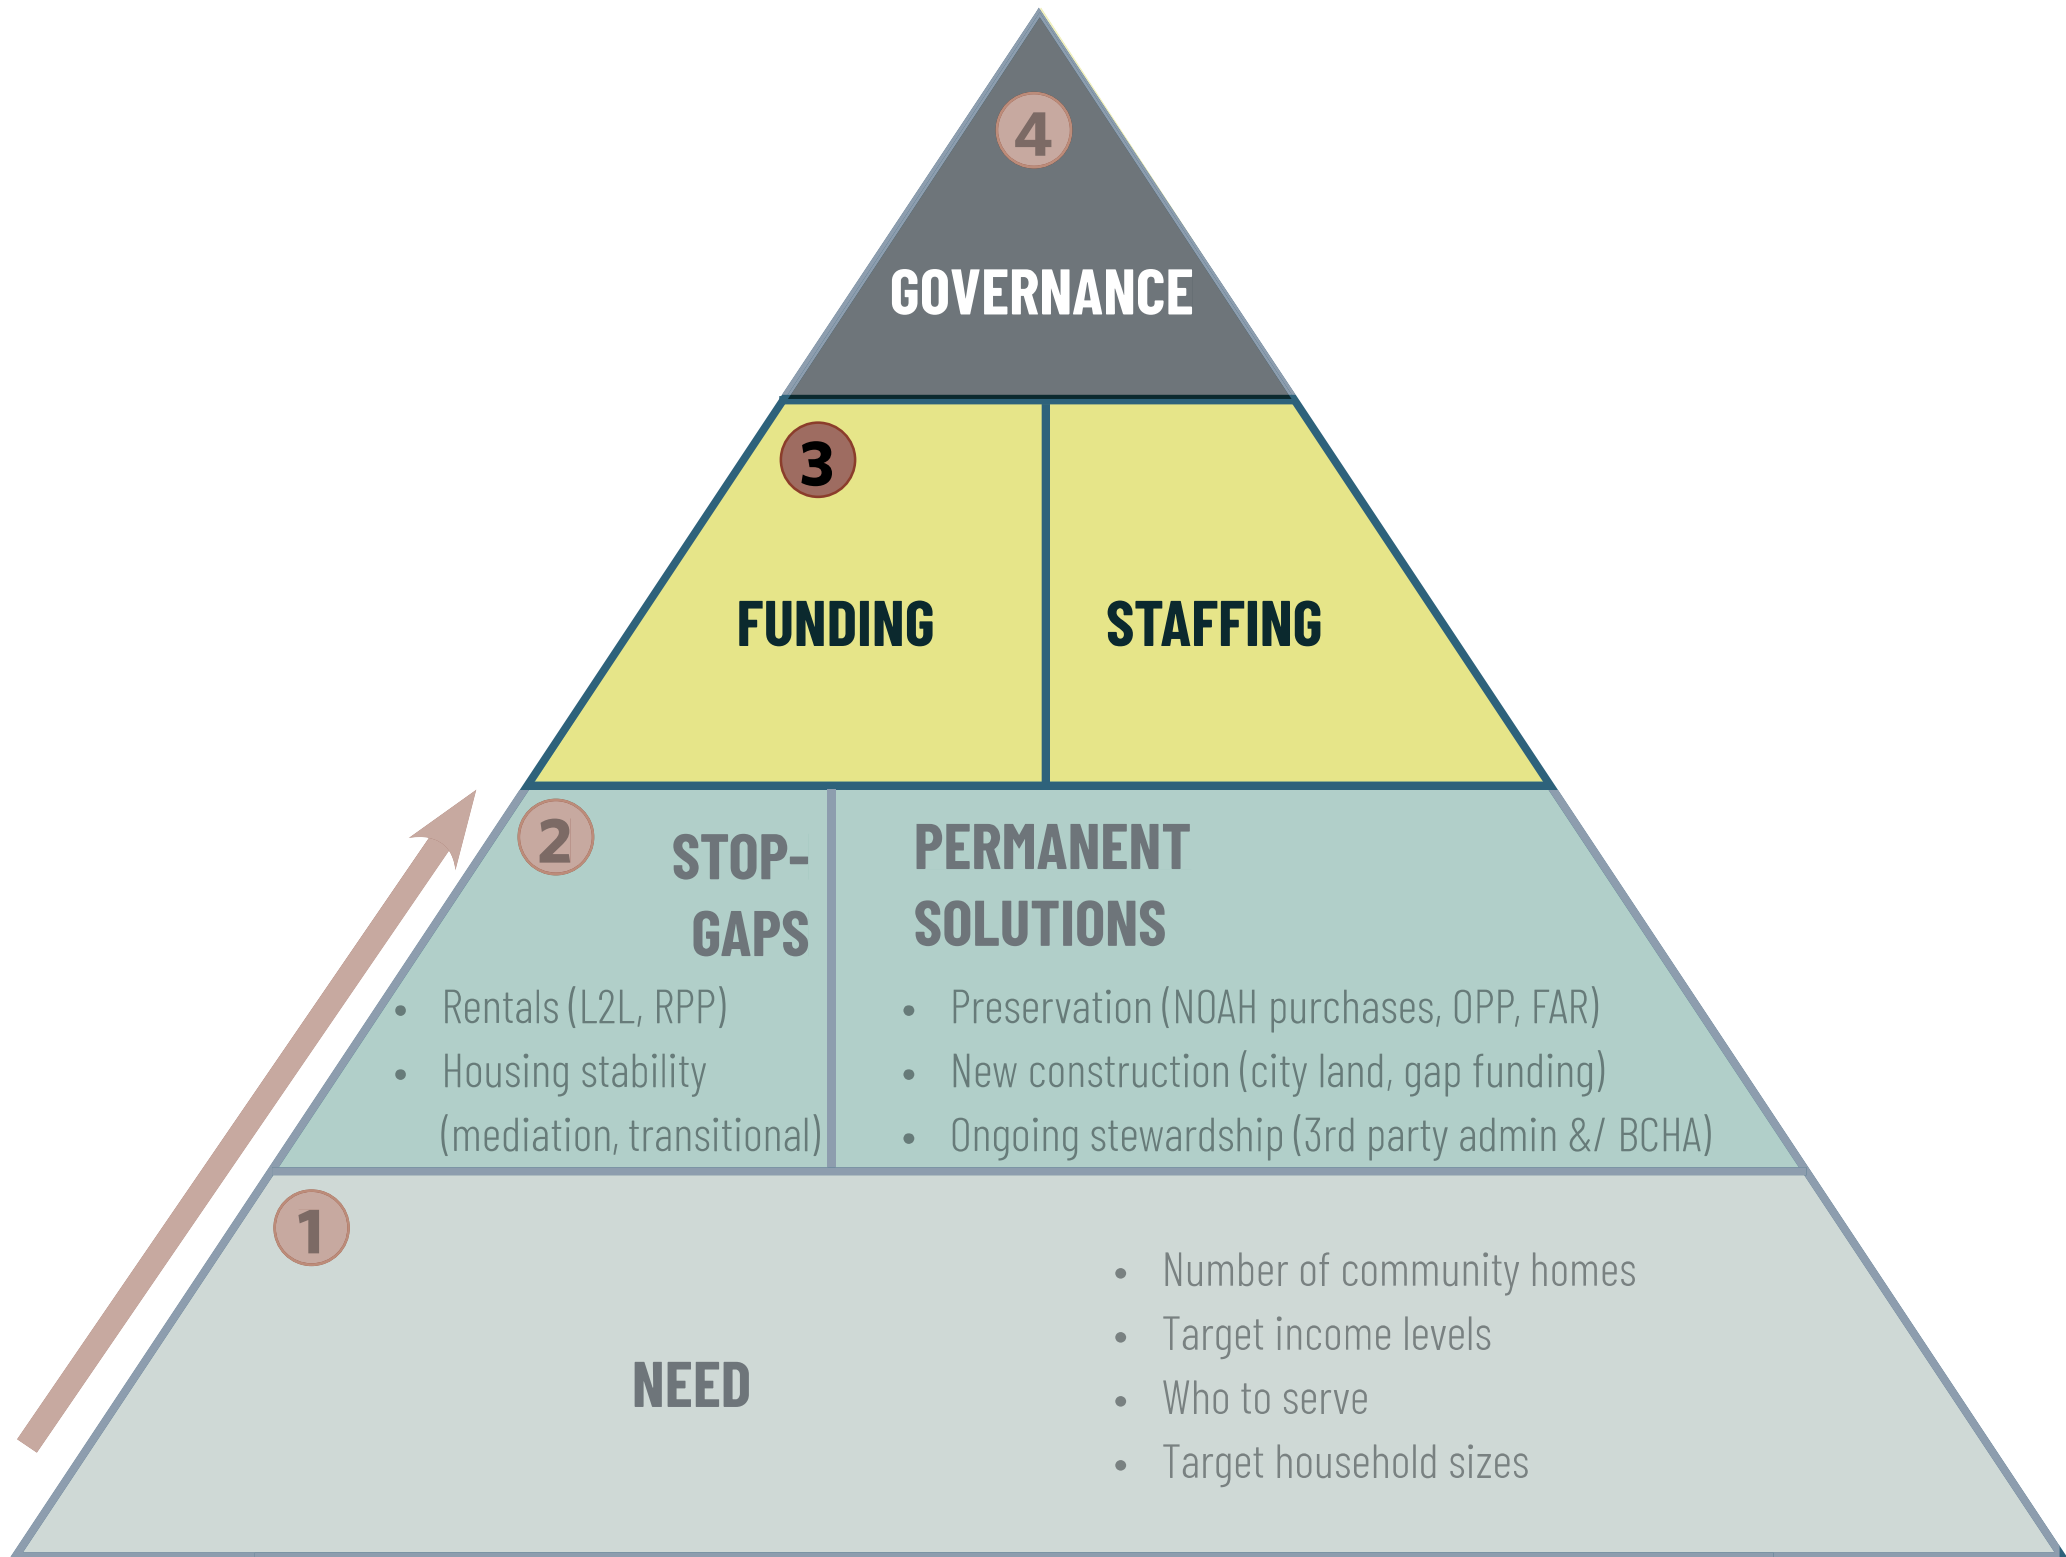 4
GOVERNANCE
3
FUNDING
STAFFING
2
STOP-
GAPS
• Rentals (L2L, RPP)
• Housing stability
(mediation, transitional)
PERMANENT
SOLUTIONS
• Preservation (NOAH purchases, OPP, FAR)
• New construction (city land, gap funding)
• Ongoing stewardship (3rd party admin &/ BCHA)
1
NEED
• Number of community homes
• Target income levels
• Who to serve
• Target household sizes